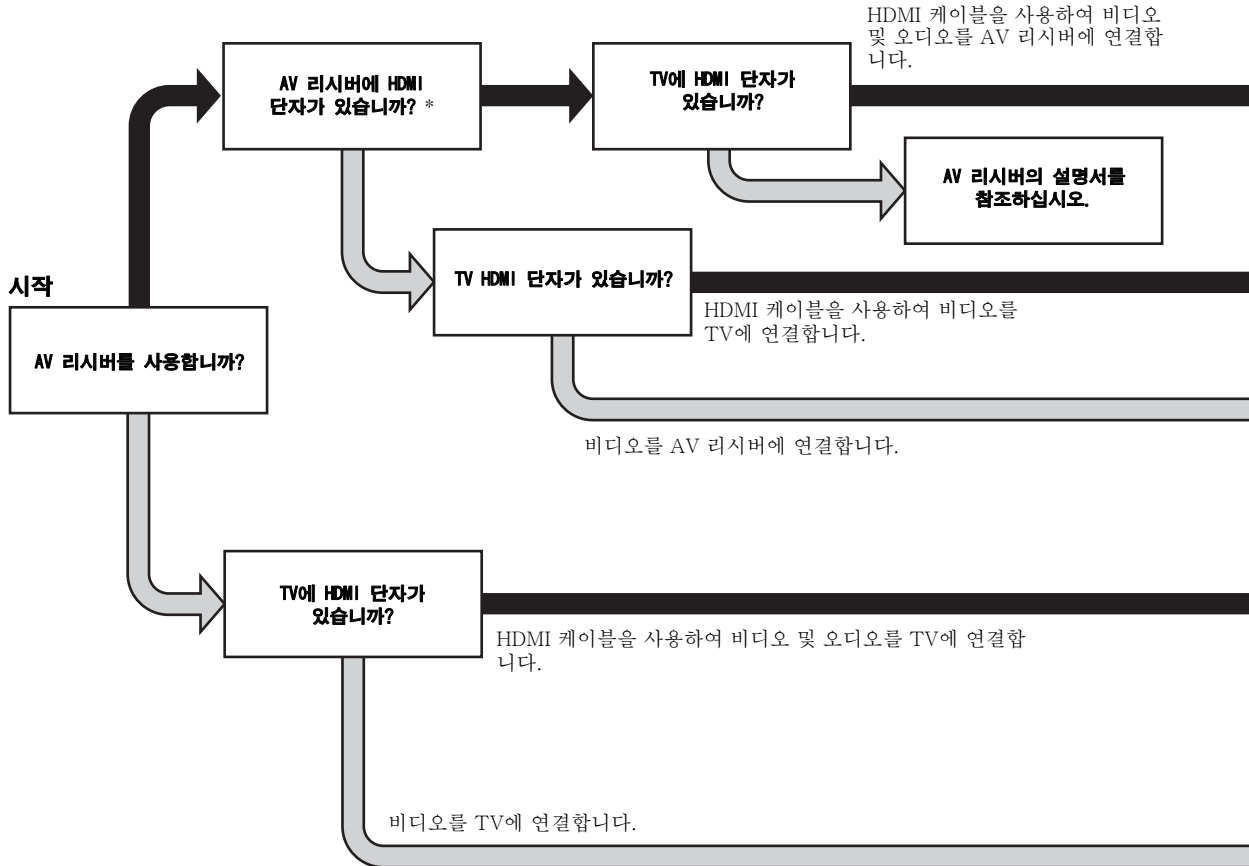 HDMI 케이블을 사용하여 비디오
및 오디오를 AV 리시버에 연결합
니다.
AV 리시버에 HDMI
단자가 있습니까? *
TV에 HDMI 단자가
있습니까?
AV 리시버의 설명서를
참조하십시오.
TV HDMI 단자가 있습니까?
HDMI 케이블을 사용하여 비디오를
TV에 연결합니다.
시작
AV 리시버를 사용합니까?
비디오를 AV 리시버에 연결합니다.
TV에 HDMI 단자가
있습니까?
HDMI 케이블을 사용하여 비디오 및 오디오를 TV에 연결합
니다.
비디오를 TV에 연결합니다.